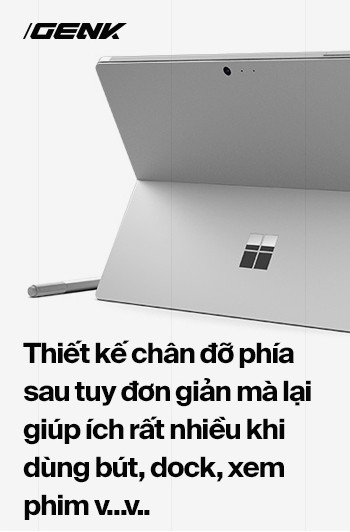 /GENK
Thiết kế chân đỡ phía
sau tuy đơn giản mà lại
giúp ích rất nhiều khi
dùng bút, dock, xem
phim v...v..